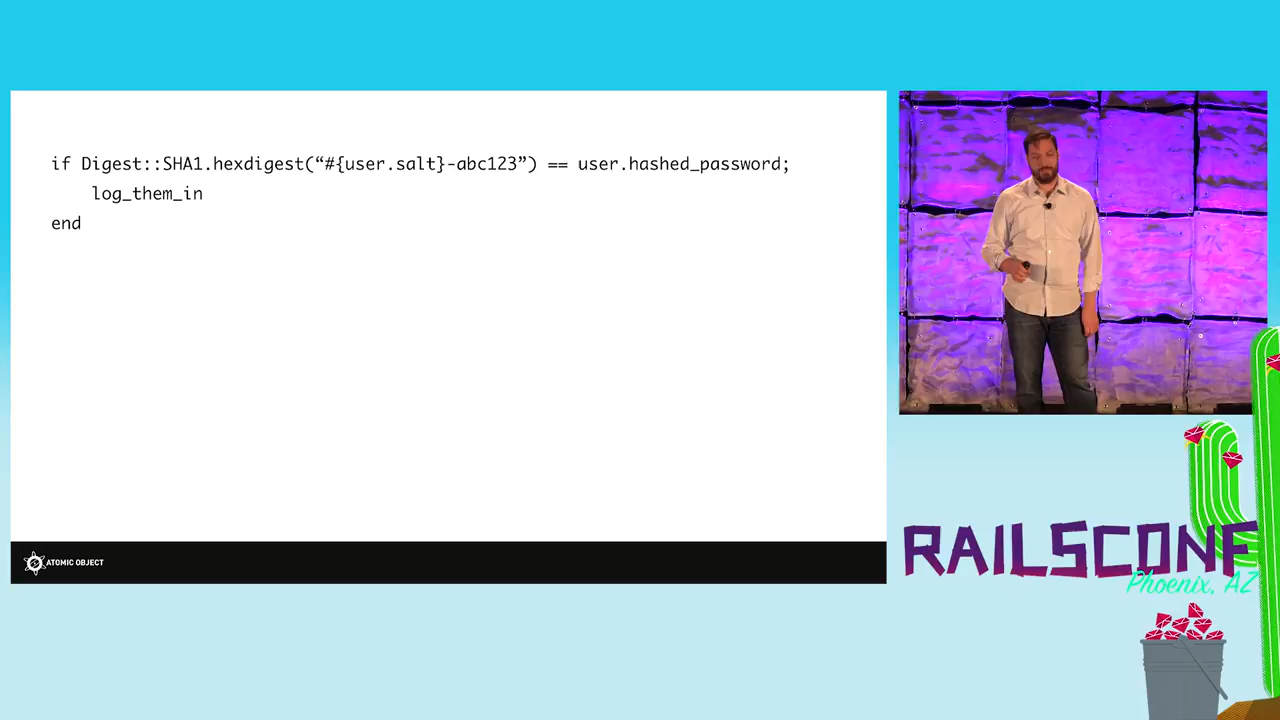 if Digest::SHA1.hexdigest(“#{user.salt}-abc123”) == user.hashed_password;
log_them_in
end
ATOMIC OBJECT
RAILSCONF
Phoenix, AZ